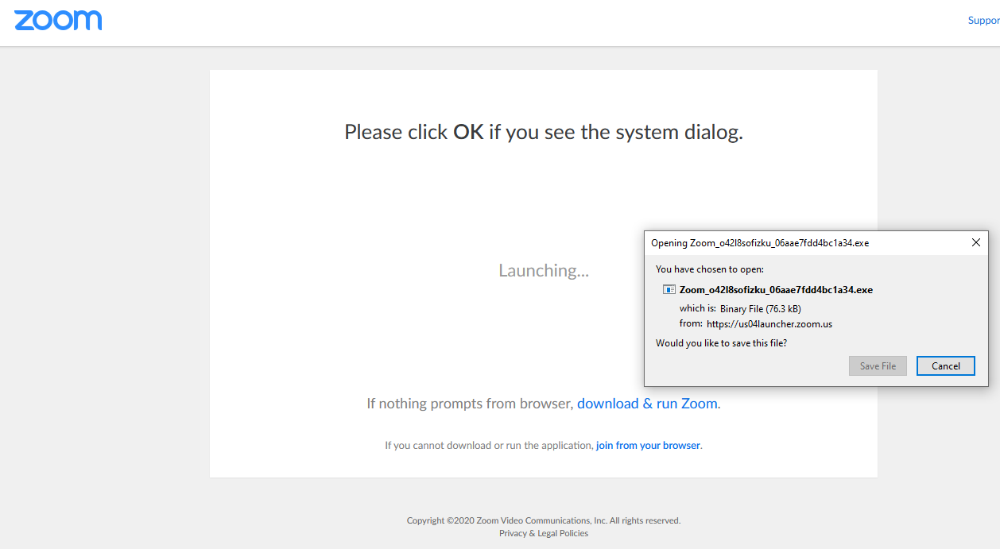 zoom
Suppor
Please click OK if you see the system dialog.
Launching...
Opening Zoom_o42l8sofizku_06aae7fdd4bc1a34.exe
You have chosen to open:
Zoom_o42l8sofizku_06aae7fdd4bc1a34.exe
which is: Binary File (76.3 kB)
from: https://us04launcher.zoom.us
Would you like to save this file?
Save File
Cancel
If nothing prompts from browser, download & run Zoom.
If you cannot download or run the application, join from your browser.
Copyright ©2020 Zoom Video Communications, Inc. All rights reserved.
Privacy & Legal Policies